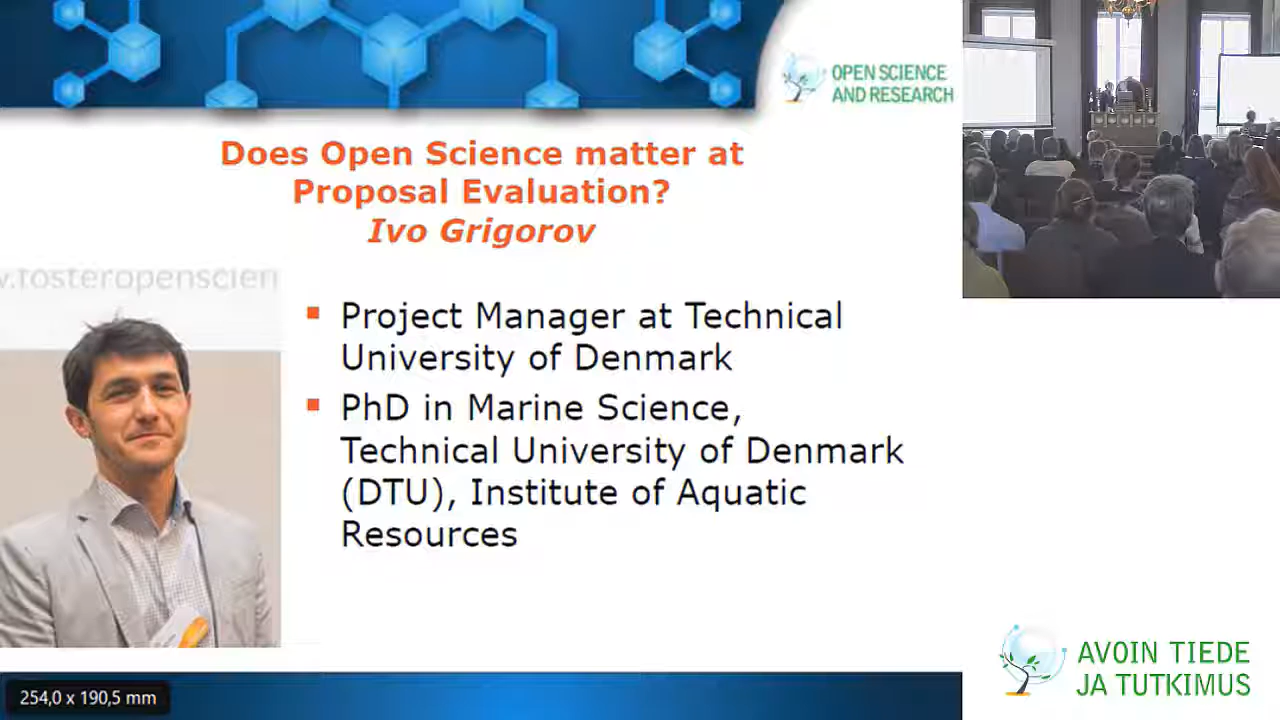 OPEN SCIENCE
AND RESEARCH
Does Open Science matter at
Proposal Evaluation?
Ivo Grigorov
▪ Project Manager at Technical
University of Denmark
▪ PhD in Marine Science,
Technical University of Denmark
(DTU), Institute of Aquatic
Resources
254,0 x 190,5 mm
AVOIN TIEDE
JA TUTKIMUS